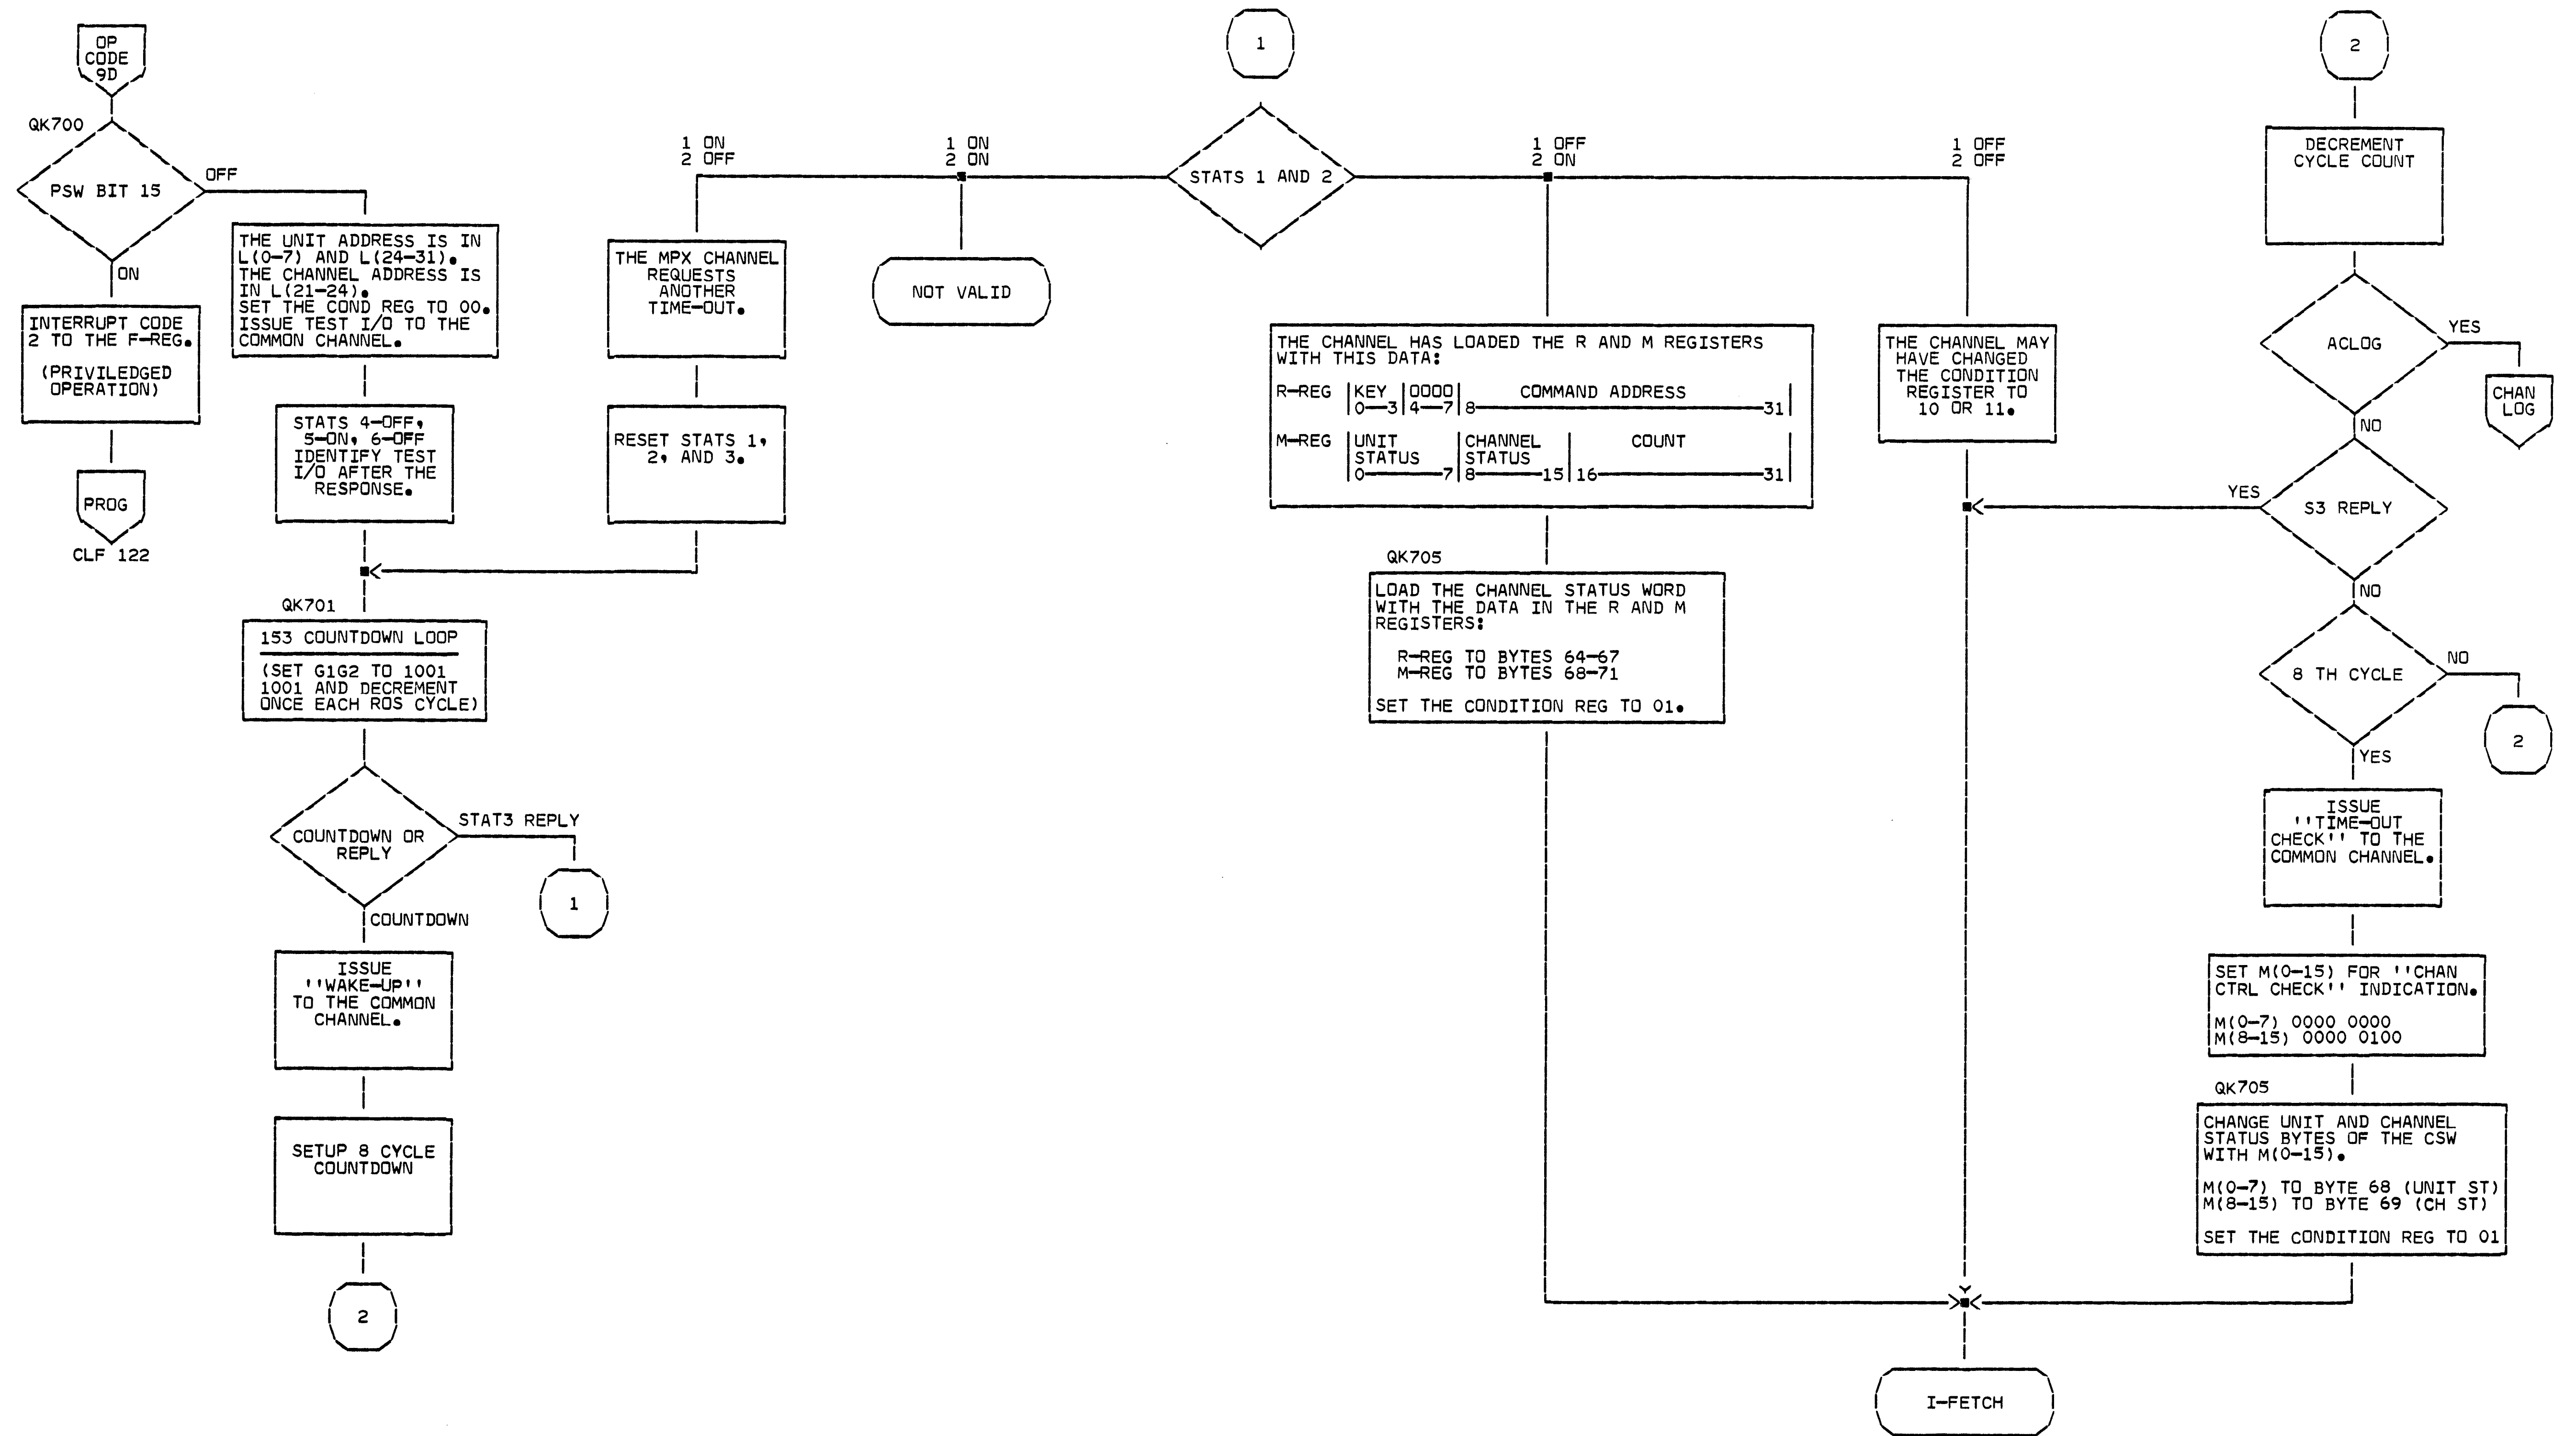 OP
CODE
9D
QK700
PSW BIT 15
OFF
ON
INTERRUPT CODE
2 TO THE F-REG.
(PRIVILEDGED
OPERATION)
PROG
CLF 122
THE UNIT ADDRESS IS IN
L(0-7) AND L(24-31).
THE CHANNEL ADDRESS IS
IN L(21-24).
SET THE COND REG TO 00.
ISSUE TEST I/O TO THE
COMMON CHANNEL.
STATS 4-OFF,
5-ON, 6-OFF
IDENTIFY TEST
I/O AFTER THE
RESPONSE.
QK701
153 COUNTDOWN LOOP
(SET G1G2 TO 1001
1001 AND DECREMENT
ONCE EACH ROS CYCLE)
COUNTDOWN OR
REPLY
STAT3 REPLY
1
COUNTDOWN
ISSUE
''WAKE-UP''
TO THE COMMON
CHANNEL.
SETUP 8 CYCLE
COUNTDOWN
2
1
STATS 1 AND 2
1 ON
2 OFF
THE MPX CHANNEL
REQUESTS
ANOTHER
TIME-OUT.
RESET STATS 1,
2, AND 3.
1 ON
2 ON
NOT VALID
1 OFF
2 ON
THE CHANNEL HAS LOADED THE R AND M REGISTERS
WITH THIS DATA:
R-REG |KEY |0000| COMMAND ADDRESS |
|0--3|4--7|8------31|
M-REG |UNIT |CHANNEL | COUNT |
|STATUS |STATUS | |
|0-----7|8-----15|16------31|
QK705
LOAD THE CHANNEL STATUS WORD
WITH THE DATA IN THE R AND M
REGISTERS:
R-REG TO BYTES 64-67
M-REG TO BYTES 68-71
SET THE CONDITION REG TO 01.
1 OFF
2 OFF
THE CHANNEL MAY
HAVE CHANGED
THE CONDITION
REGISTER TO
10 OR 11.
I-FETCH
2
DECREMENT
CYCLE COUNT
ACLOG
YES
CHAN
LOG
NO
S3 REPLY
YES
NO
8 TH CYCLE
NO
2
YES
ISSUE
''TIME-OUT
CHECK'' TO THE
COMMON CHANNEL.
SET M(0-15) FOR ''CHAN
CTRL CHECK'' INDICATION.
M(0-7) 0000 0000
M(8-15) 0000 0100
QK705
CHANGE UNIT AND CHANNEL
STATUS BYTES OF THE CSW
WITH M(0-15).
M(0-7) TO BYTE 68 (UNIT ST)
M(8-15) TO BYTE 69 (CH ST)
SET THE CONDITION REG TO 01